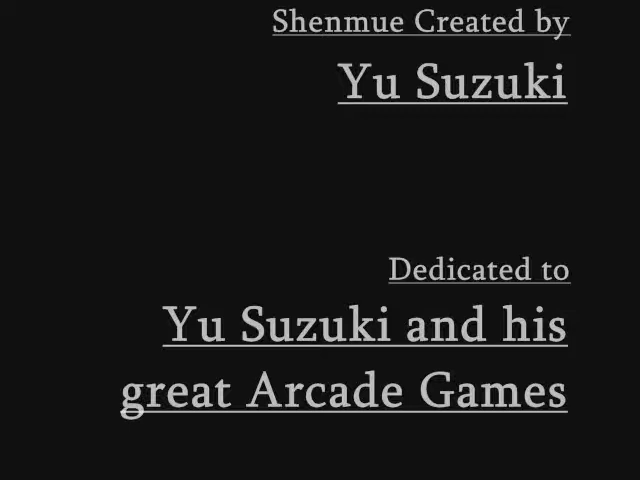 Shenmue Created by
Yu Suzuki
Dedicated to
Yu Suzuki and his
great Arcade Games